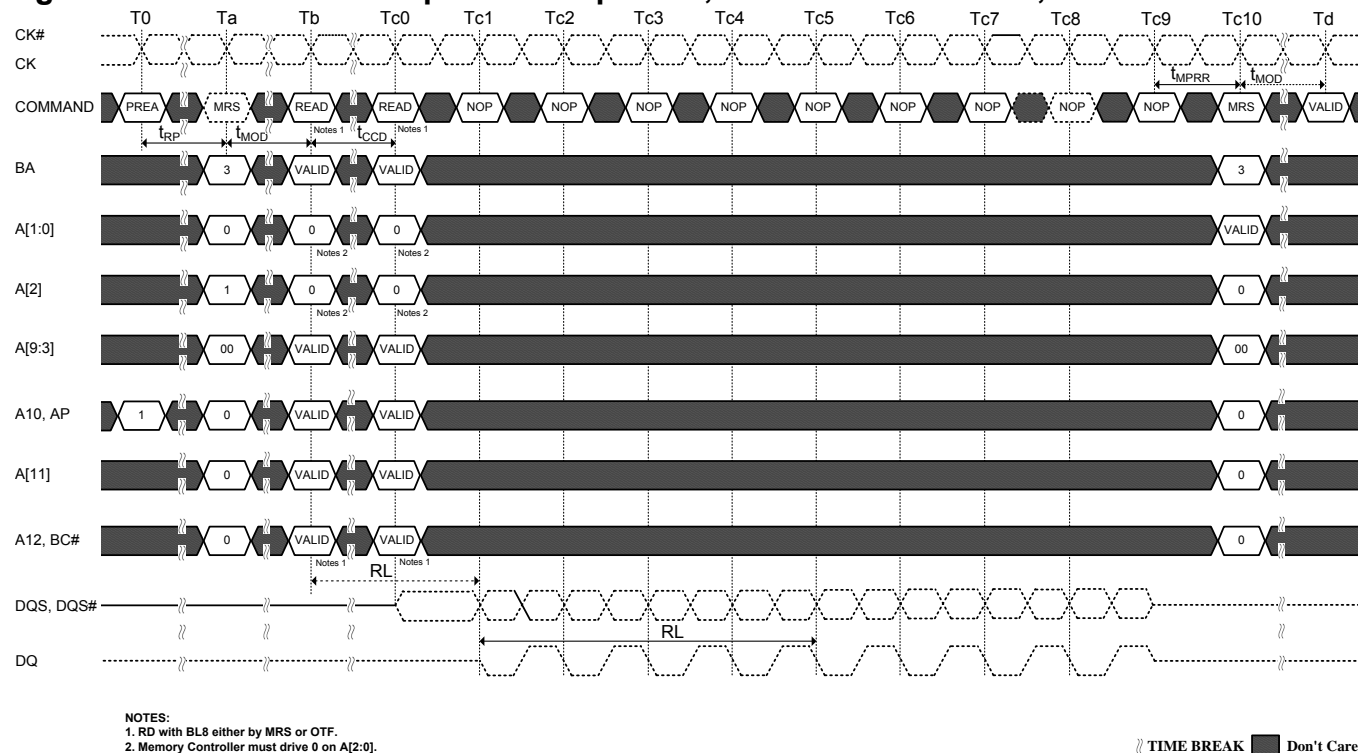 T0 Ta Tb Tc0 Tc1 Tc2 Tc3 Tc4 Tc5 Tc6 Tc7 Tc8 Tc9 Tc10 Td
CK#
CK
tMPRR tMOD
COMMAND PREA MRS READ READ NOP NOP NOP NOP NOP NOP NOP NOP NOP MRS VALID
tRP tMOD Notes 1 tCCD Notes 1
BA 3 VALID VALID 3
A[1:0] 0 0 0 VALID
Notes 2 Notes 2
A[2] 1 0 0 0
Notes 2 Notes 2
A[9:3] 00 VALID VALID 00
A10, AP 1 0 VALID VALID 0
A[11] 0 VALID VALID 0
A12, BC# 0 VALID VALID 0
Notes 1 Notes 1
RL
DQS, DQS#
RL
DQ
NOTES:
1. RD with BL8 either by MRS or OTF.
2. Memory Controller must drive 0 on A[2:0].
TIME BREAK Don't Care